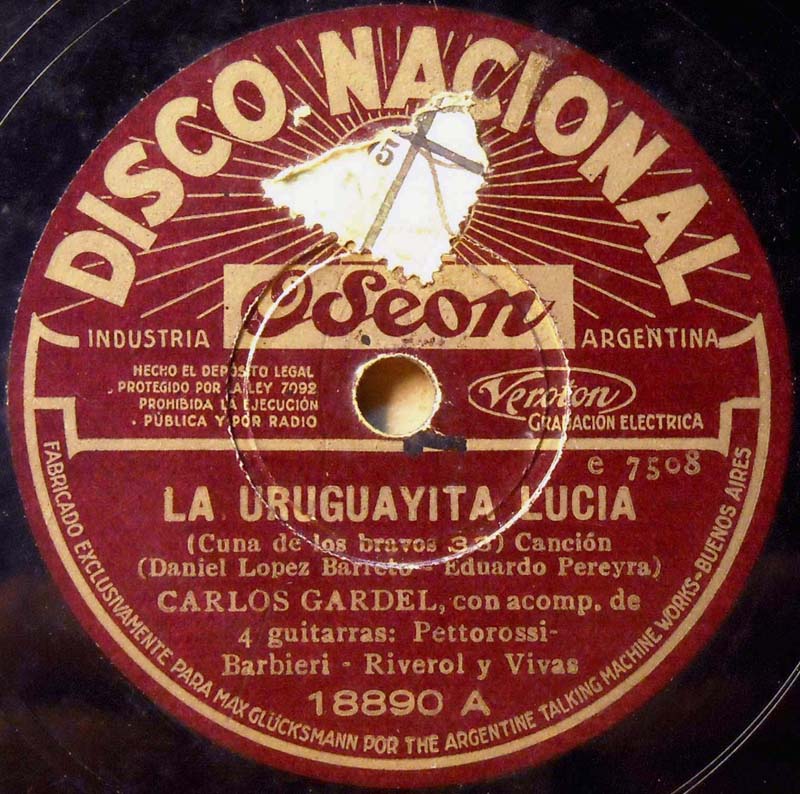 DISCO NACIONAL
5
Odeon
INDUSTRIA ARGENTINA
HECHO EL DEPOSITO LEGAL
PROTEGIDO POR LA LEY 7092
PROHIBIDA LA EJECUCIÓN
PÚBLICA Y POR RADIO
Veroton
GRABACIÓN ELECTRICA
e 7508
LA URUGUAYITA LUCIA
(Cuna de los bravos 33) Canción
(Daniel Lopez Barreto - Eduardo Pereyra)
CARLOS GARDEL, con acomp. de
4 guitarras: Pettorossi-
Barbieri - Riverol y Vivas
18890 A
FABRICADO EXCLUSIVAMENTE PARA MAX GLÜCKSMANN POR THE ARGENTINE TALKING MACHINE WORKS-BUENOS AIRES